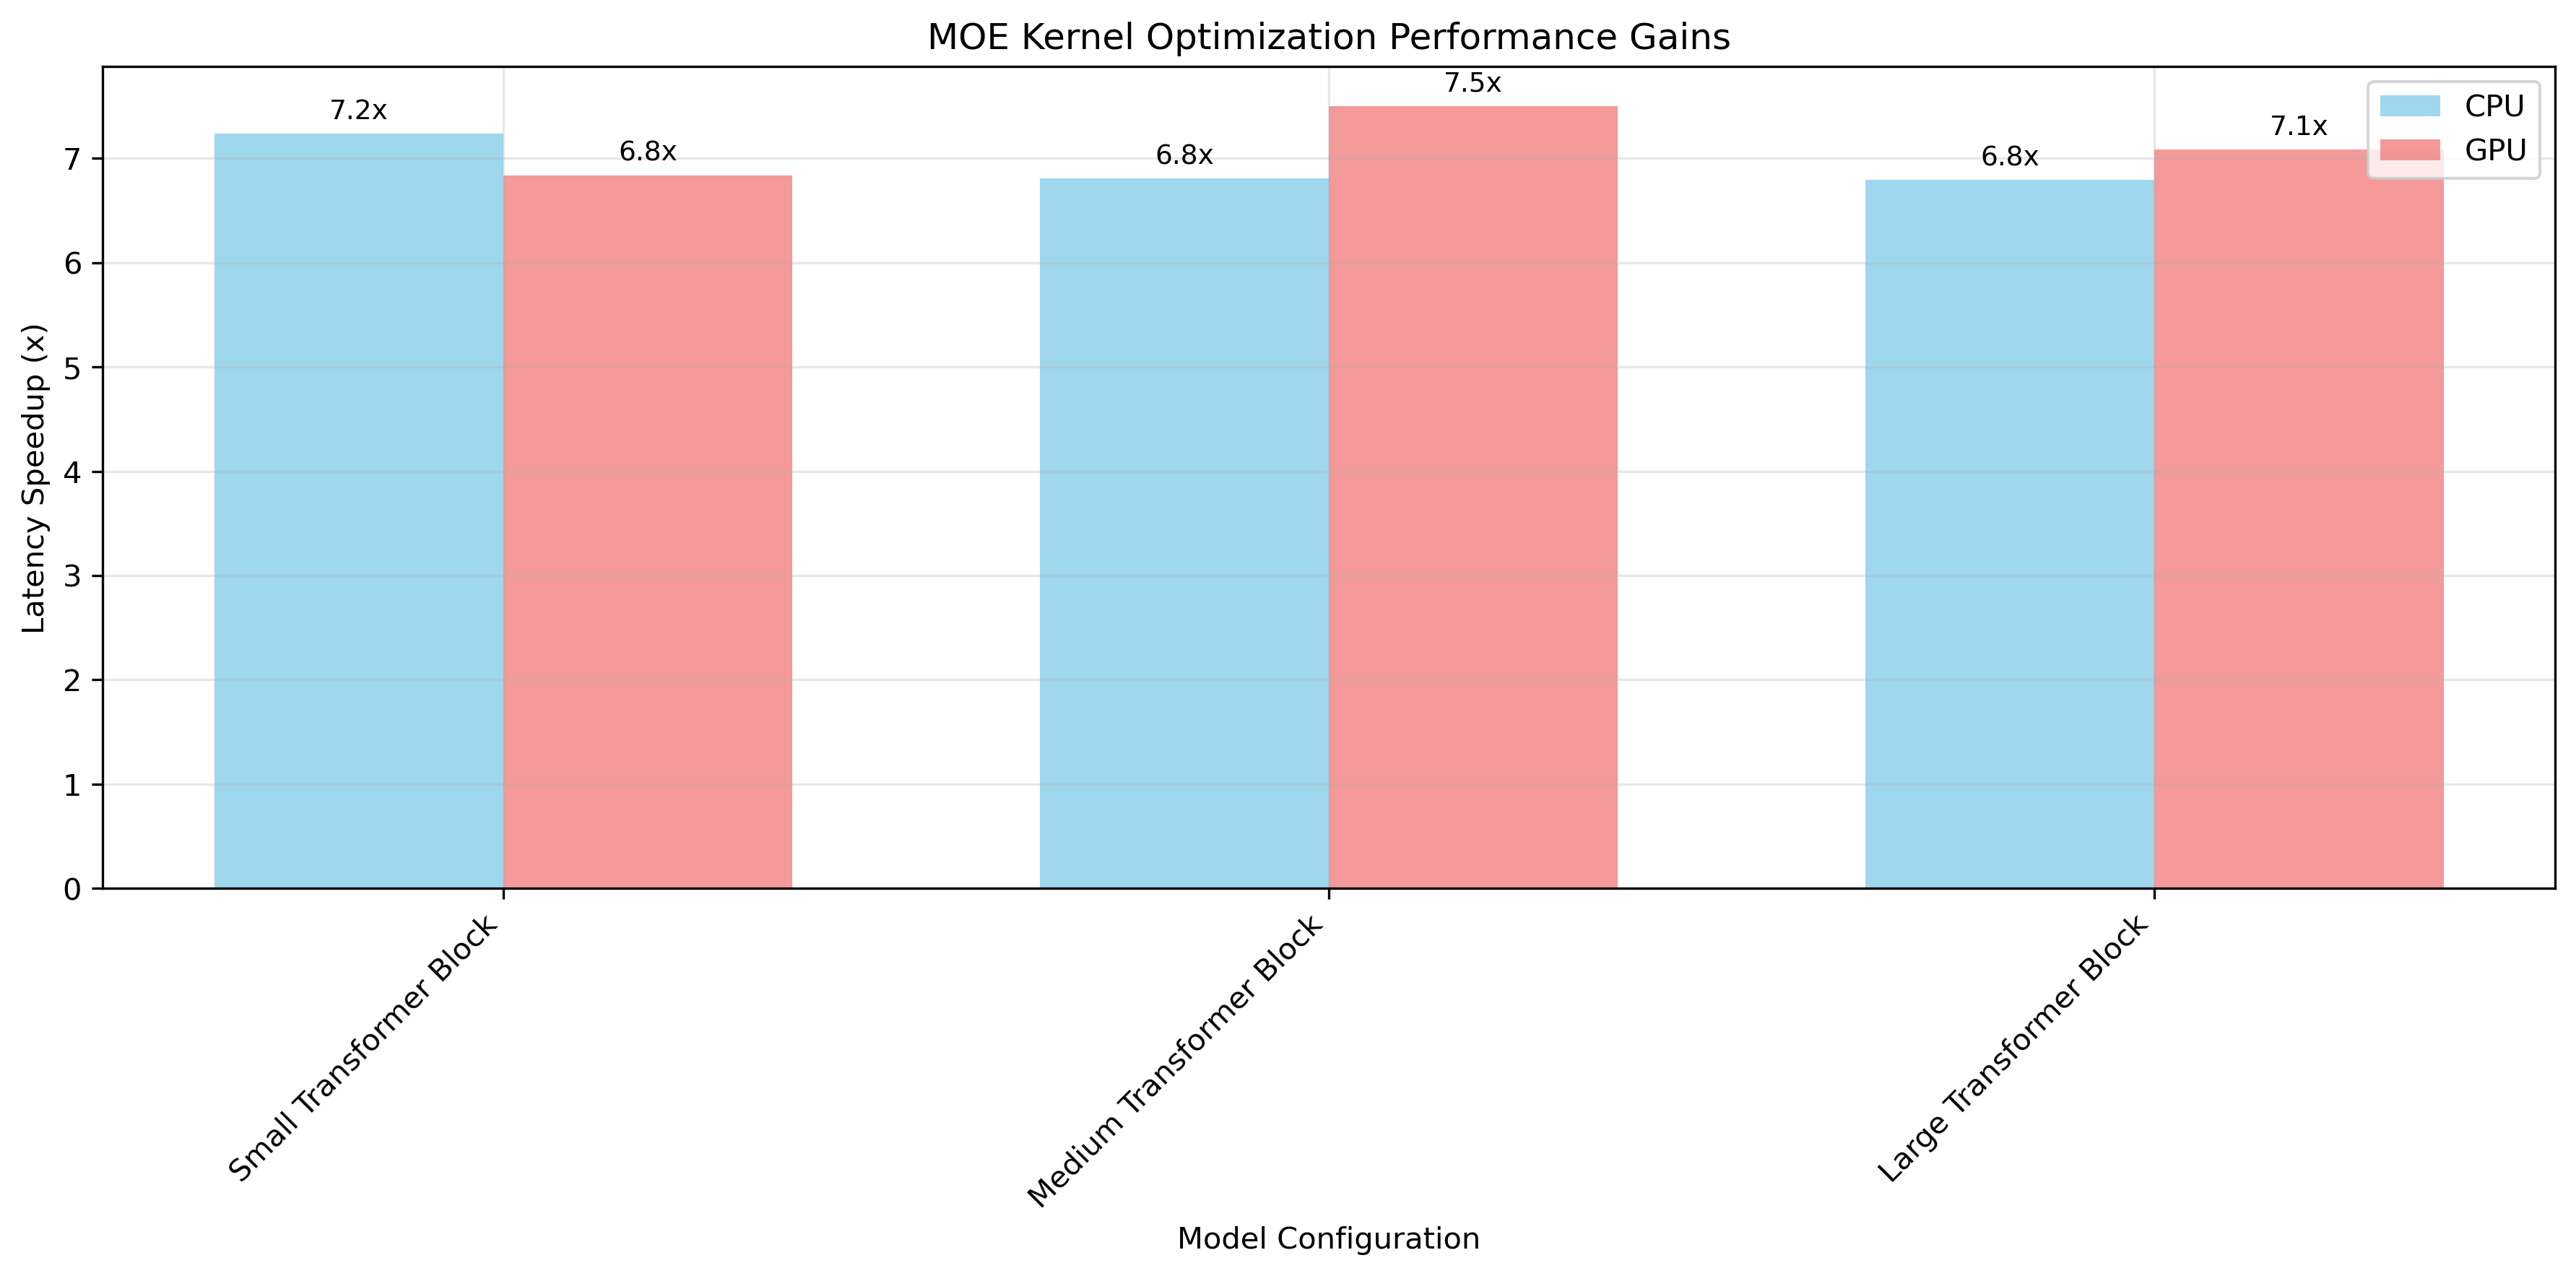 MOE Kernel Optimization Performance Gains
Latency Speedup (x)
7
6
5
4
3
2
1
0
7.2x
6.8x
6.8x
7.5x
6.8x
7.1x
CPU
GPU
Small Transformer Block
Medium Transformer Block
Large Transformer Block
Model Configuration